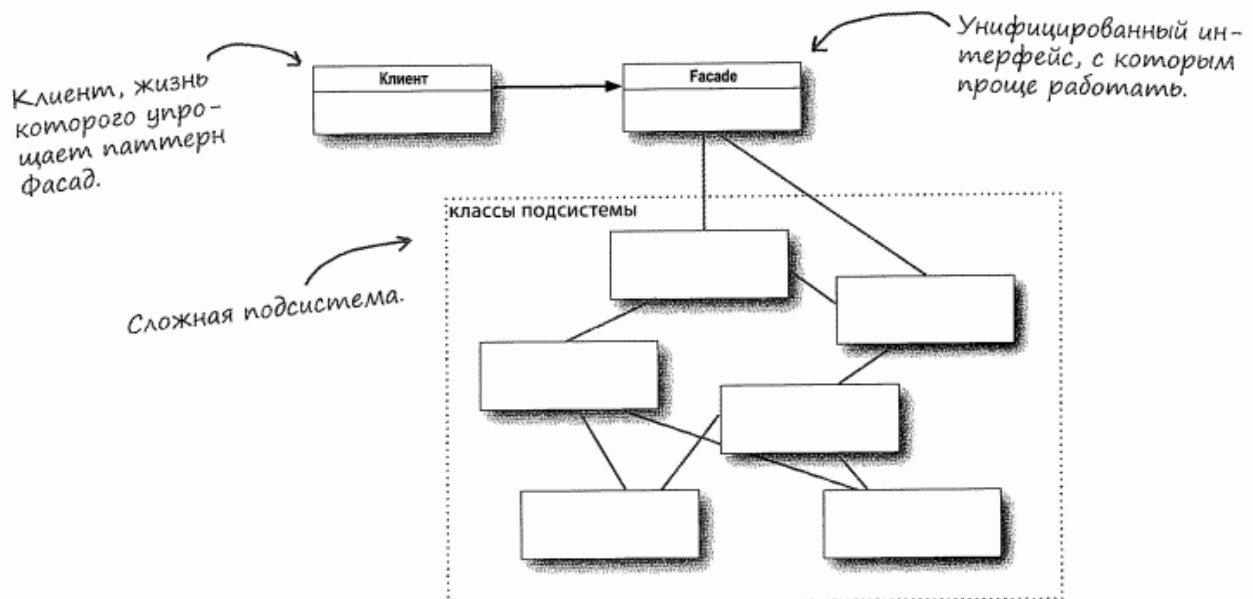 Унифицированный ин-
терфейс, с которым
проще работать.
Клиент, жизнь
которого упро-
щает паттерн
Фасад.
Клиент
Facade
классы подсистемы
Сложная подсистема.